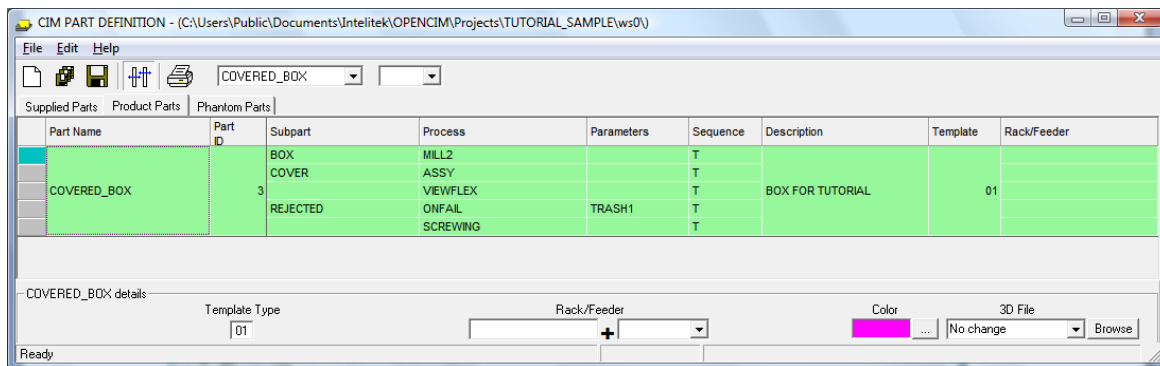 CIM PART DEFINITION - (C:\Users\Public\Documents\Intelitek\OPENCIM\Projects\TUTORIAL_SAMPLE\ws0\)
File Edit Help
COVERED_BOX
Supplied Parts Product Parts Phantom Parts
Part Name Part ID Subpart Process Parameters Sequence Description Template Rack/Feeder
BOX MILL2 T
COVER ASSY T
COVERED_BOX 3 VIEWFLEX T BOX FOR TUTORIAL 01
REJECTED ONFAIL TRASH1 T
SCREWING T
COVERED_BOX details
Template Type Rack/Feeder Color 3D File
01 + ... No change Browse
Ready